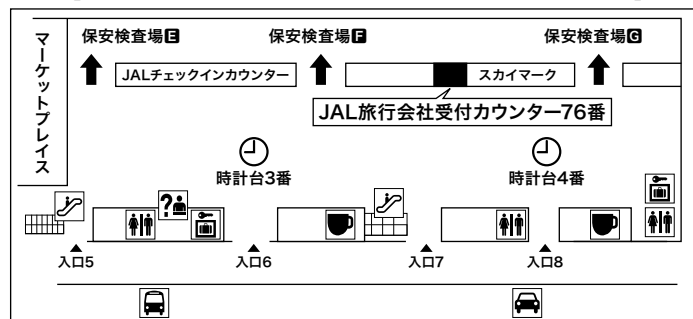 マーケットプレイス
保安検査場E
保安検査場F
保安検査場G
JALチェックインカウンター
スカイマーク
JAL旅行会社受付カウンター76番
時計台3番
時計台4番
?
入口5
入口6
入口7
入口8